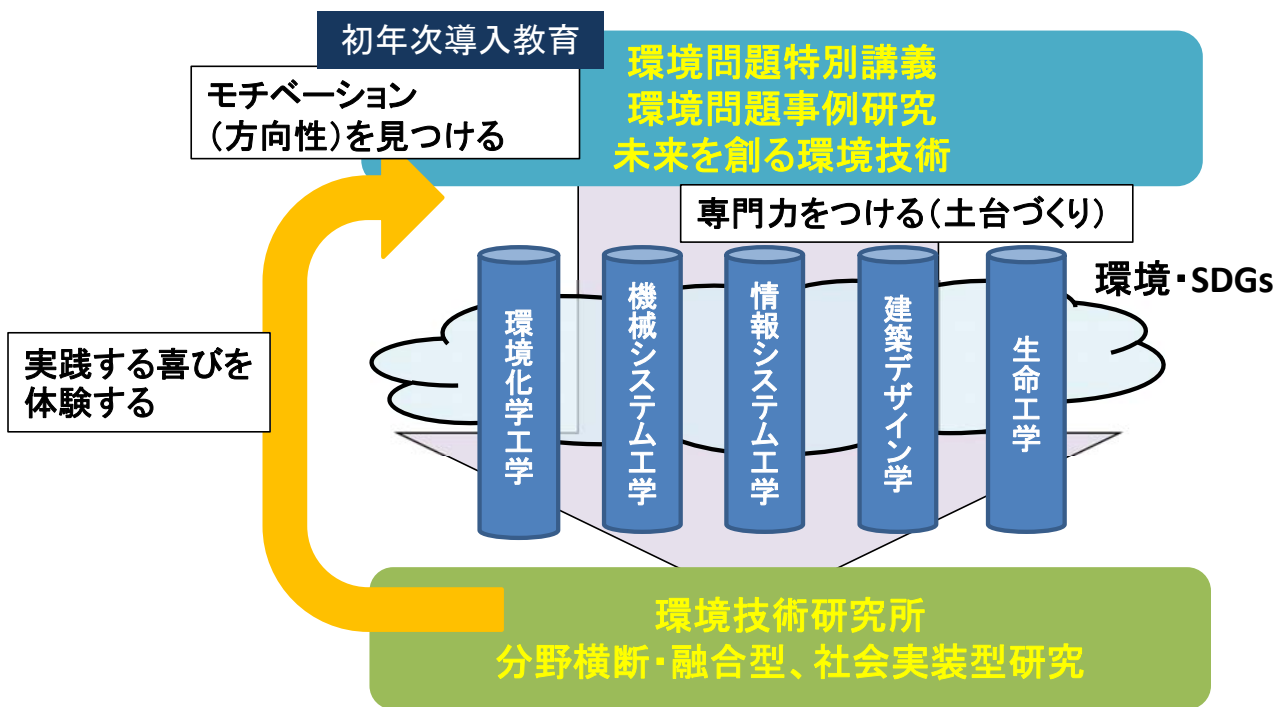 初年次導入教育
環境問題特別講義
環境問題事例研究
未来を創る環境技術
モチベーション
（方向性）を見つける
専門力をつける（土台づくり）
環境・SDGs
環境化学工学
機械システム工学
情報システム工学
建築デザイン学
生命工学
実践する喜びを
体験する
環境技術研究所
分野横断・融合型、社会実装型研究